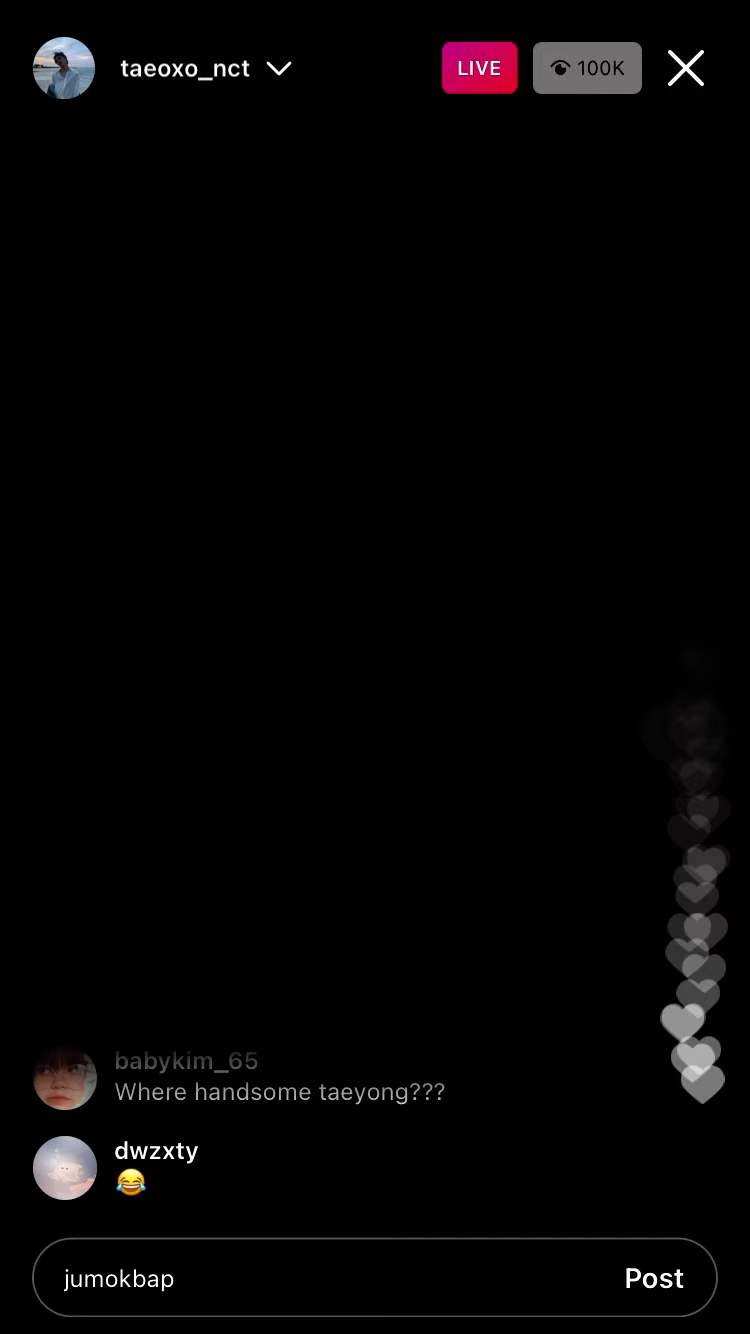 taeoxo_nct
LIVE
100K
babykim_65
Where handsome taeyong???
dwzxty
😂
jumokbap
Post